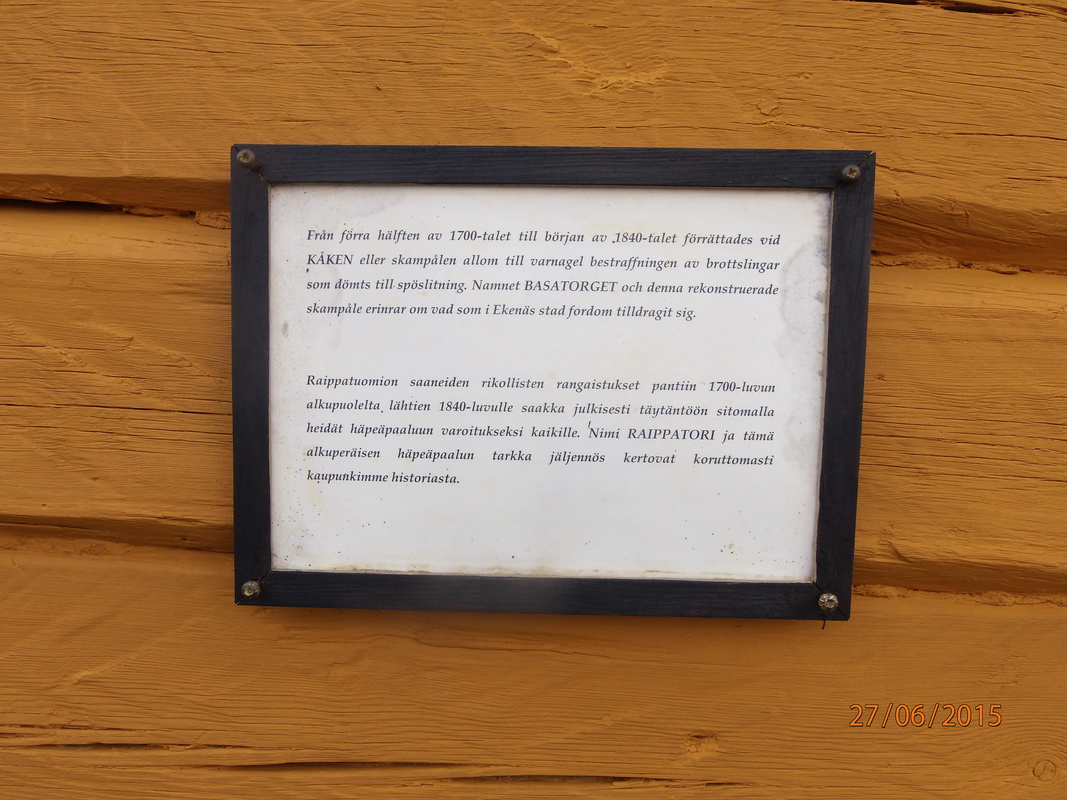 Från förra hälften av 1700-talet till början av 1840-talet förrättades vid
KÅKEN eller skampålen allom till varnagel bestraffningen av brottslingar
som dömts till spöslitning. Namnet BASATORGET och denna rekonstruerade
skampåle erinrar om vad som i Ekenäs stad fordom tilldragit sig.
Raippatuomion saaneiden rikollisten rangaistukset pantiin 1700-luvun
alkupuolelta lähtien 1840-luvulle saakka julkisesti täytäntöön sitomalla
heidät häpeäpaaluun varoitukseksi kaikille. Nimi RAIPPATORI ja tämä
alkuperäisen häpeäpaalun tarkka jäljennös kertovat koruttomasti
kaupunkimme historiasta.
27/06/2015